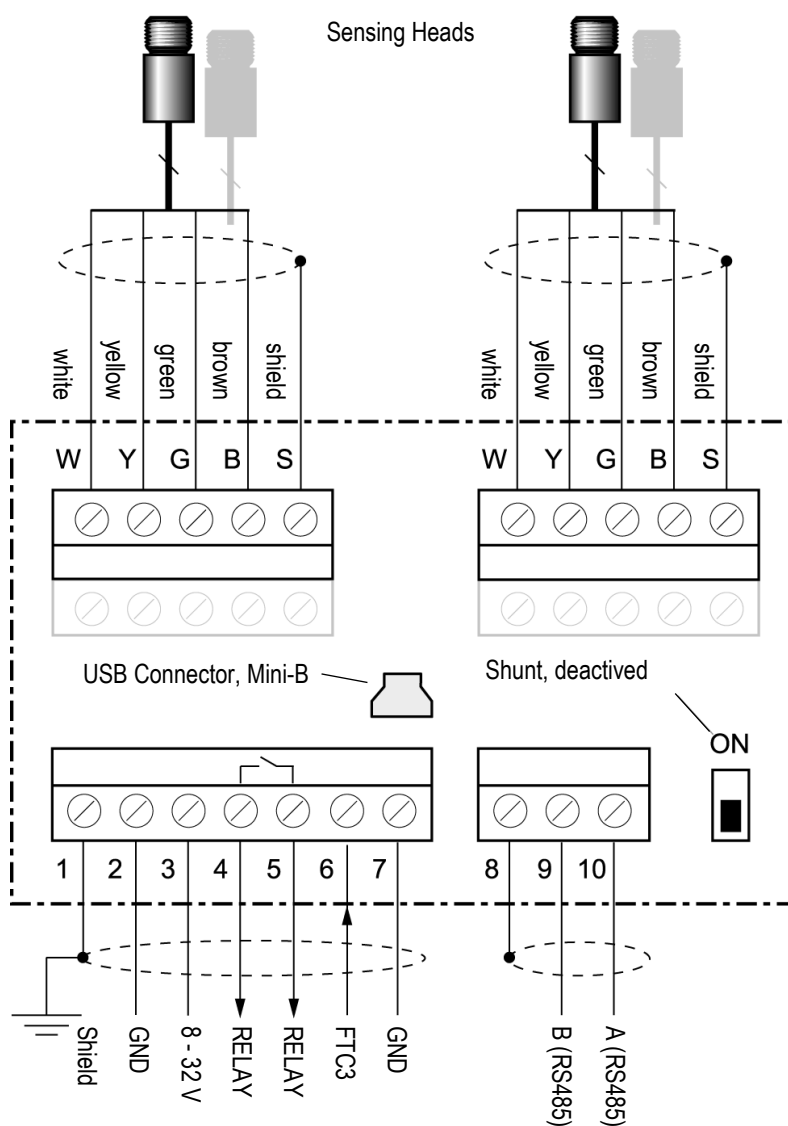 Sensing Heads
white
yellow
green
brown
shield
white
yellow
green
brown
shield
W Y G B S
W Y G B S
USB Connector, Mini-B
Shunt, deactived
ON
1 2 3 4 5 6 7
8 9 10
Shield
GND
8 - 32 V
RELAY
RELAY
FTC3
GND
B (RS485)
A (RS485)